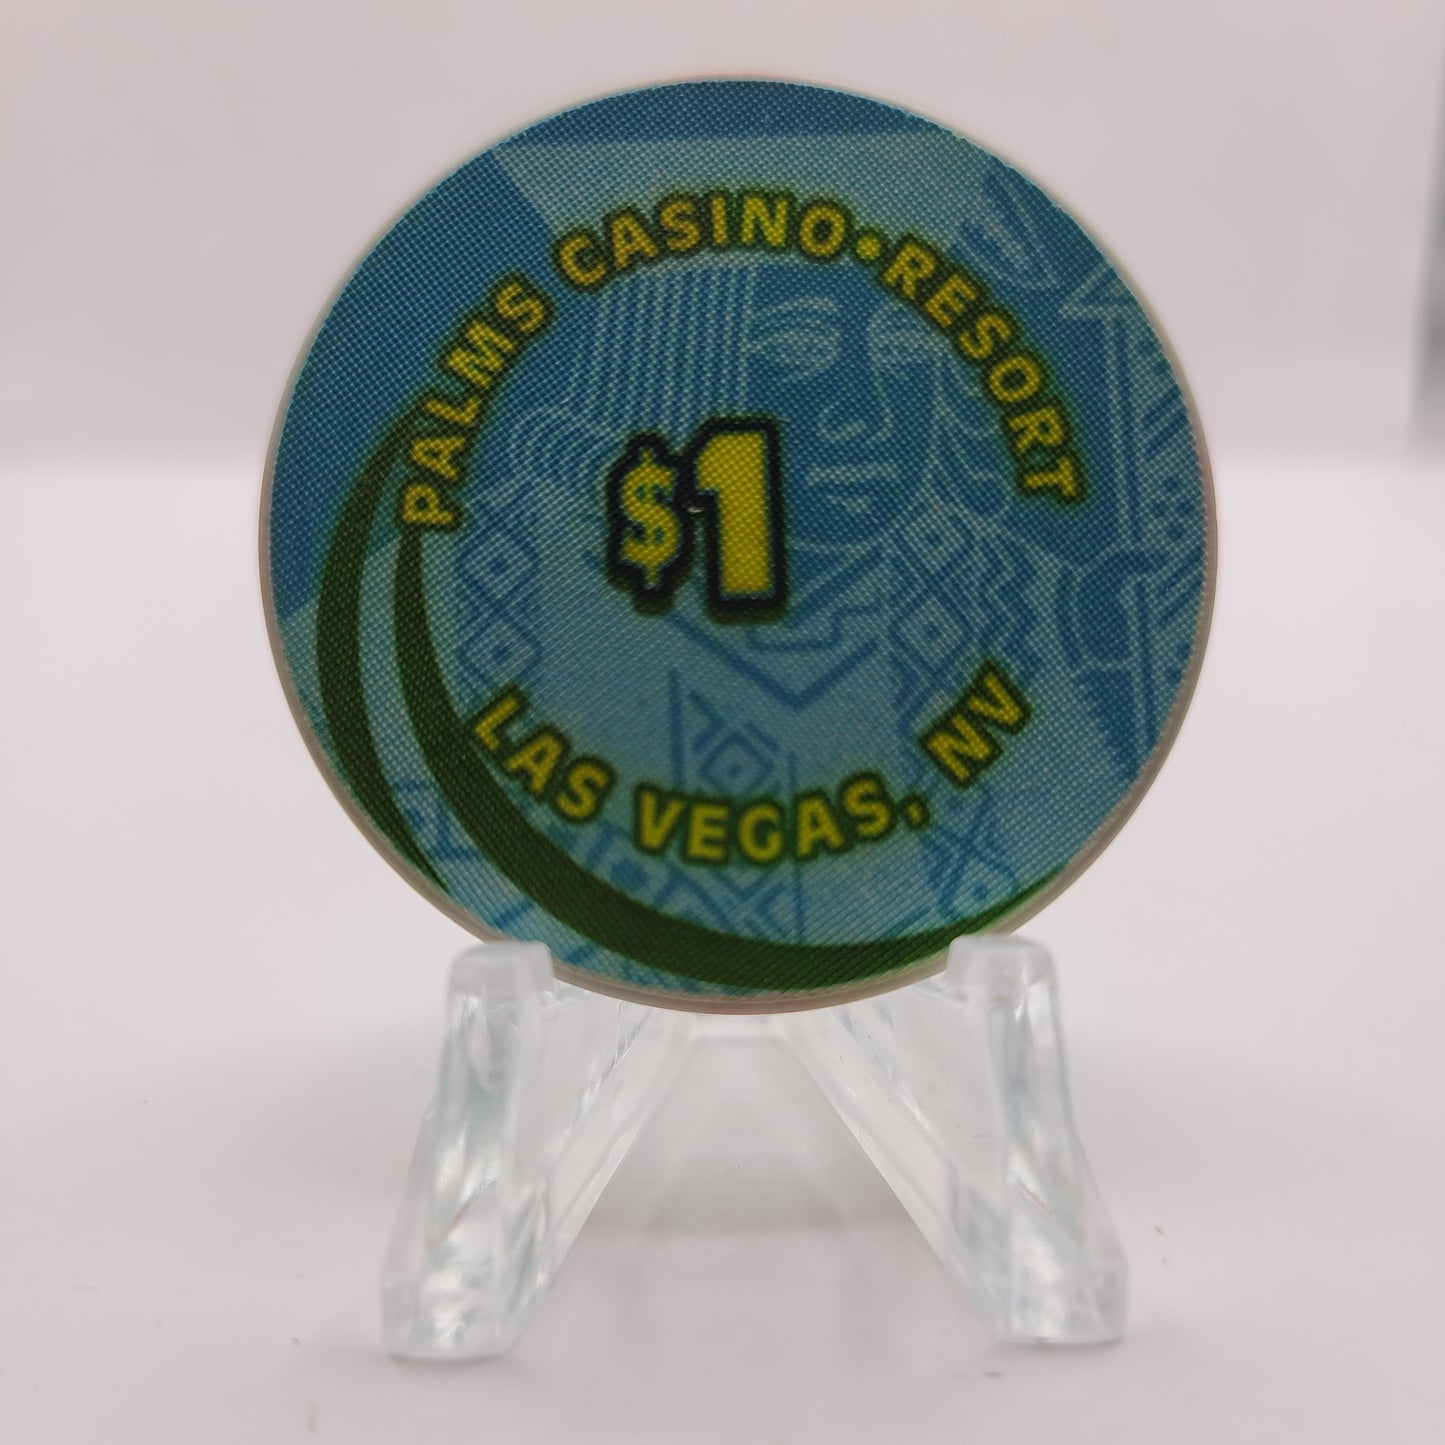 PALMS CASINO•RESORT
$1
LAS VEGAS, NV